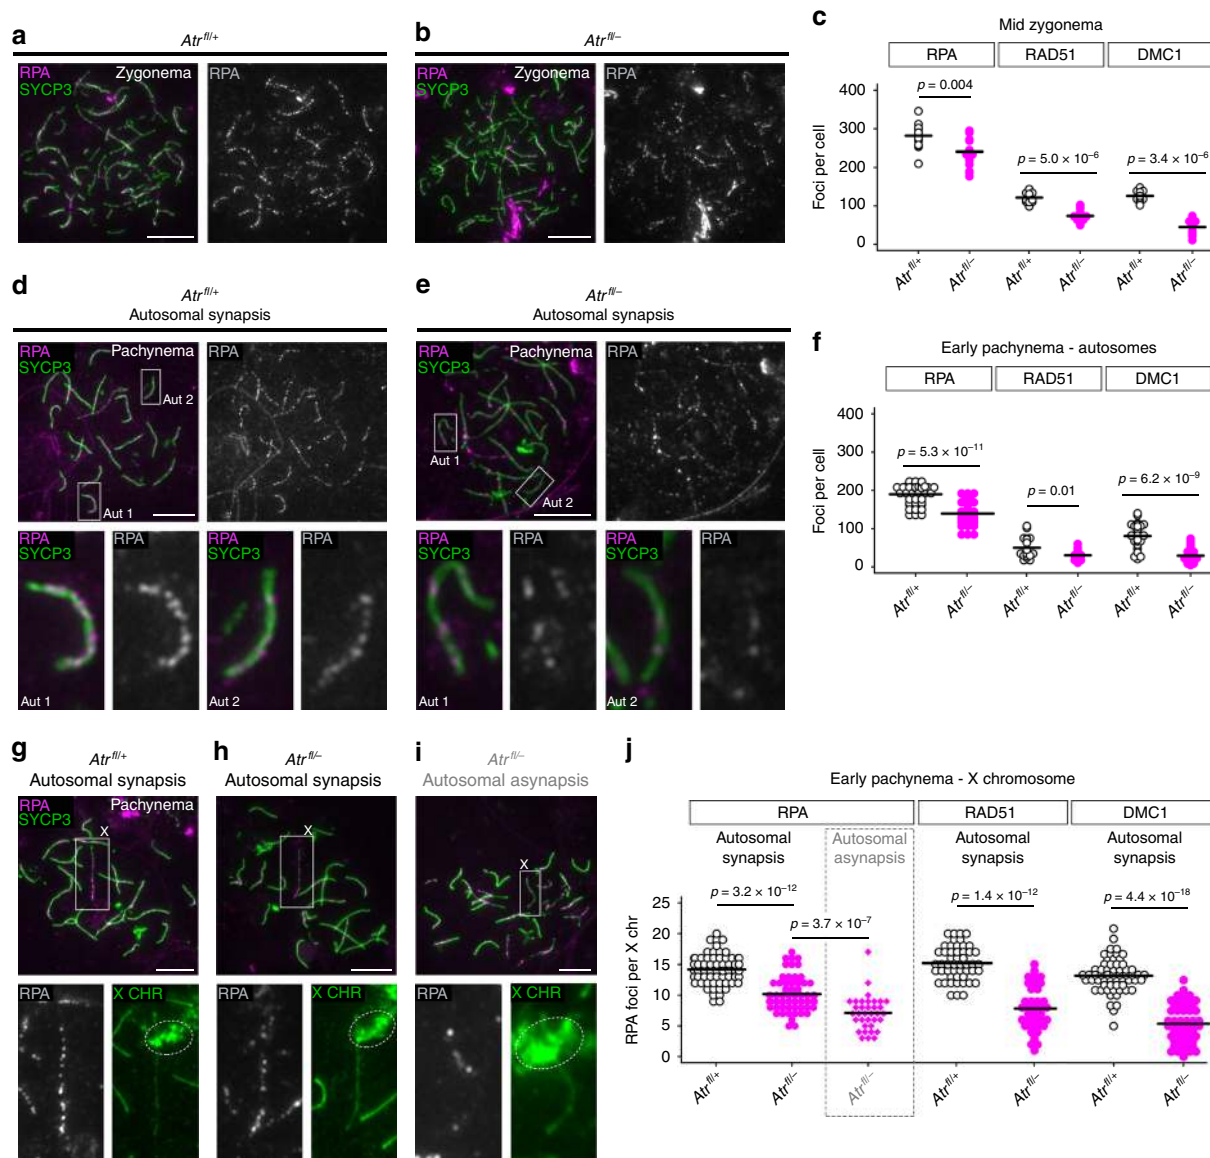 a
Atr^fl/+
RPA
SYCP3
Zygonema
RPA
b
Atr^fl/–
RPA
SYCP3
Zygonema
RPA
c
Mid zygonema
RPA
RAD51
DMC1
p = 0.004
p = 5.0 × 10^–6
p = 3.4 × 10^–6
Foci per cell
400
300
200
100
0
Atr^fl/+
Atr^fl/–
Atr^fl/+
Atr^fl/–
Atr^fl/+
Atr^fl/–
d
Atr^fl/+
Autosomal synapsis
RPA
SYCP3
Pachynema
RPA
Aut 2
Aut 1
RPA
SYCP3
RPA
RPA
SYCP3
RPA
Aut 1
Aut 2
e
Atr^fl/–
Autosomal synapsis
RPA
SYCP3
Pachynema
RPA
Aut 1
Aut 2
RPA
SYCP3
RPA
RPA
SYCP3
RPA
Aut 1
Aut 2
f
Early pachynema - autosomes
RPA
RAD51
DMC1
p = 5.3 × 10^–11
p = 0.01
p = 6.2 × 10^–9
Foci per cell
400
300
200
100
0
Atr^fl/+
Atr^fl/–
Atr^fl/+
Atr^fl/–
Atr^fl/+
Atr^fl/–
g
Atr^fl/+
Autosomal synapsis
RPA
SYCP3
Pachynema
X
RPA
X CHR
h
Atr^fl/–
Autosomal synapsis
X
RPA
X CHR
i
Atr^fl/–
Autosomal asynapsis
X
RPA
X CHR
j
Early pachynema - X chromosome
RPA
RAD51
DMC1
Autosomal synapsis
Autosomal asynapsis
Autosomal synapsis
Autosomal synapsis
p = 3.2 × 10^–12
p = 3.7 × 10^–7
p = 1.4 × 10^–12
p = 4.4 × 10^–18
RPA foci per X chr
25
20
15
10
5
0
Atr^fl/+
Atr^fl/–
Atr^fl/–
Atr^fl/+
Atr^fl/–
Atr^fl/+
Atr^fl/–